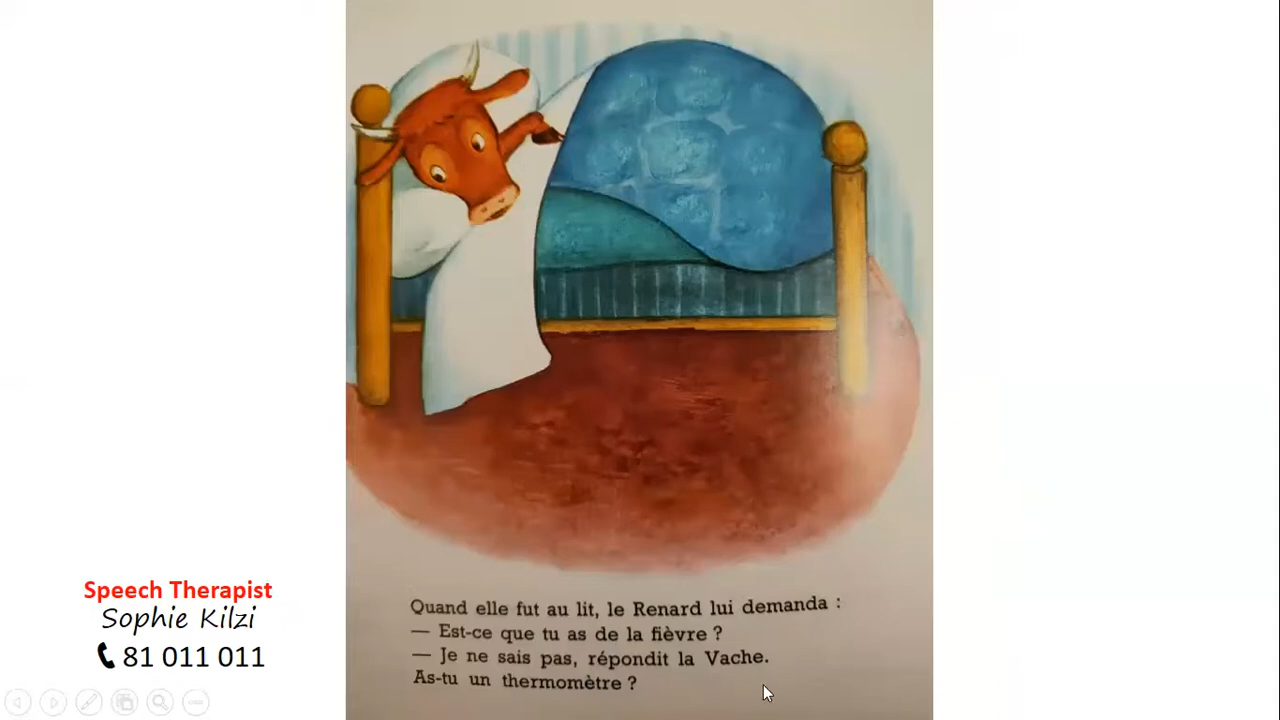 Speech Therapist
Sophie Kilzi
81 011 011
Quand elle fut au lit, le Renard lui demanda :
— Est-ce que tu as de la fièvre ?
— Je ne sais pas, répondit la Vache.
As-tu un thermomètre ?